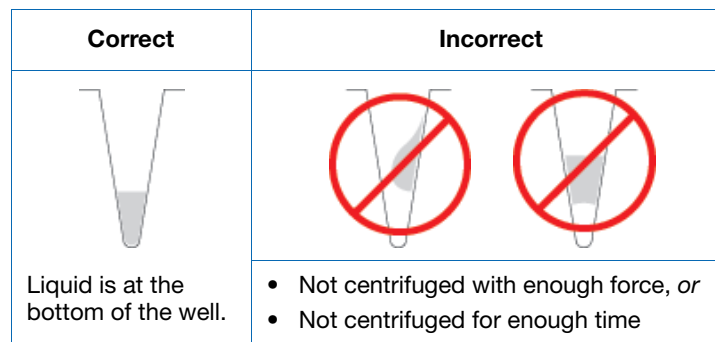 Correct
Incorrect
Liquid is at the
bottom of the well.
• Not centrifuged with enough force, or
• Not centrifuged for enough time